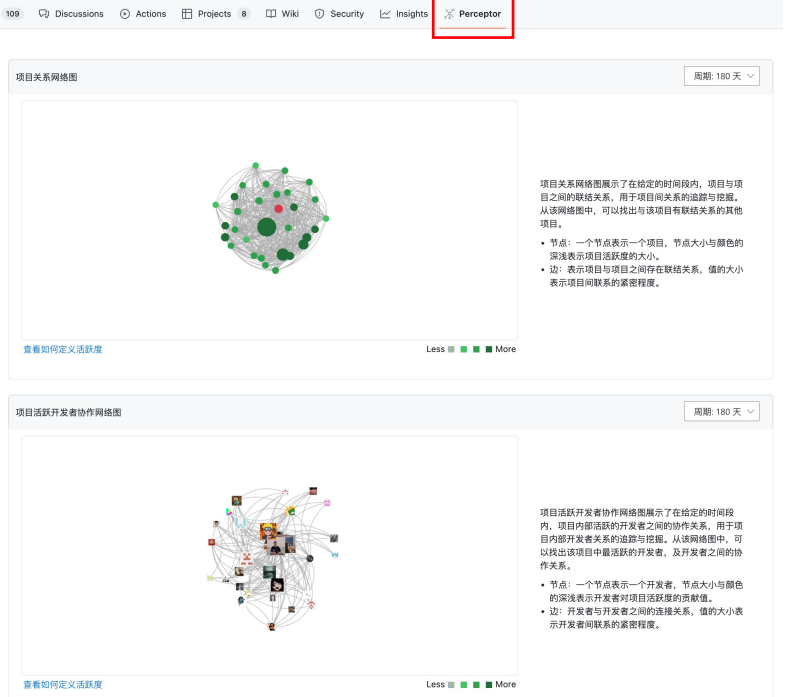 109 Discussions Actions Projects 8 Wiki Security Insights Perceptor
项目关系网络图
周期: 180 天
项目关系网络图展示了在给定的时间段内，项目与项
目之间的联结关系，用于项目间关系的追踪与挖掘。
从该网络图中，可以找出与该项目有联结关系的其他
项目。
• 节点：一个节点表示一个项目，节点大小与颜色的
深浅表示项目活跃度的大小。
• 边：表示项目与项目之间存在联结关系，值的大小
表示项目间联系的紧密程度。
查看如何定义活跃度
Less More
项目活跃开发者协作网络图
周期: 180 天
项目活跃开发者协作网络图展示了在给定的时间段
内，项目内部活跃的开发者之间的协作关系，用于项
目内部开发者关系的追踪与挖掘。从该网络图中，可
以找出该项目中最活跃的开发者，及开发者之间的协
作关系。
• 节点：一个节点表示一个开发者，节点大小与颜色
的深浅表示开发者对项目活跃度的贡献值。
• 边：开发者与开发者之间的连接关系，值的大小表
示开发者间联系的紧密程度。
查看如何定义活跃度
Less More